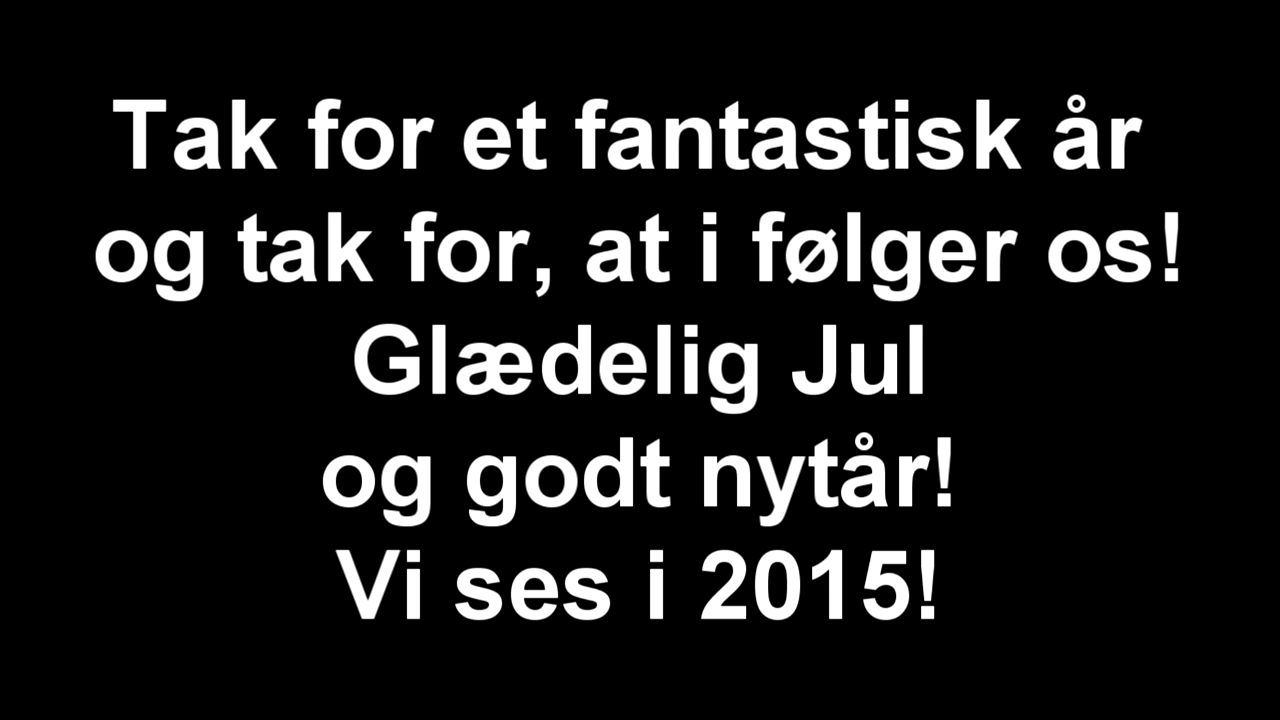 Tak for et fantastisk år
og tak for, at i følger os!
Glædelig Jul
og godt nytår!
Vi ses i 2015!